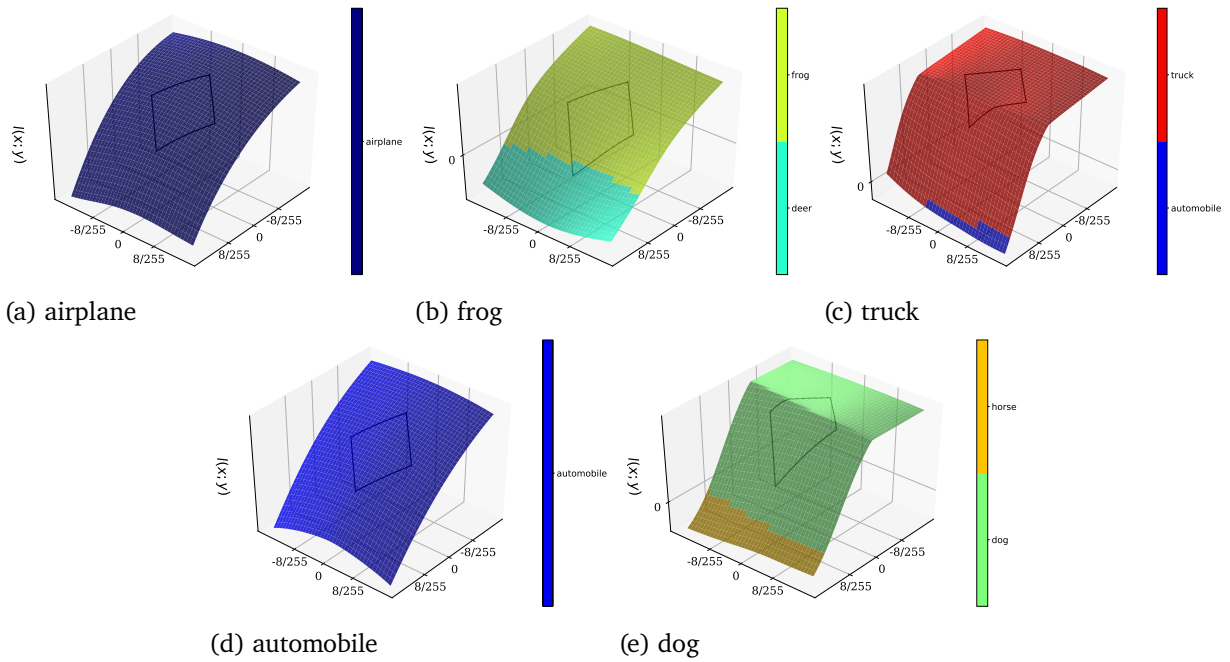 l(x; y)
-8/255
0
8/255
8/255
0
-8/255
airplane
l(x; y)
0
-8/255
0
8/255
8/255
0
-8/255
frog
deer
l(x; y)
0
-8/255
0
8/255
8/255
0
-8/255
truck
automobile
(a) airplane
(b) frog
(c) truck
l(x; y)
-8/255
0
8/255
8/255
0
-8/255
automobile
l(x; y)
0
-8/255
0
8/255
8/255
0
-8/255
horse
dog
(d) automobile
(e) dog